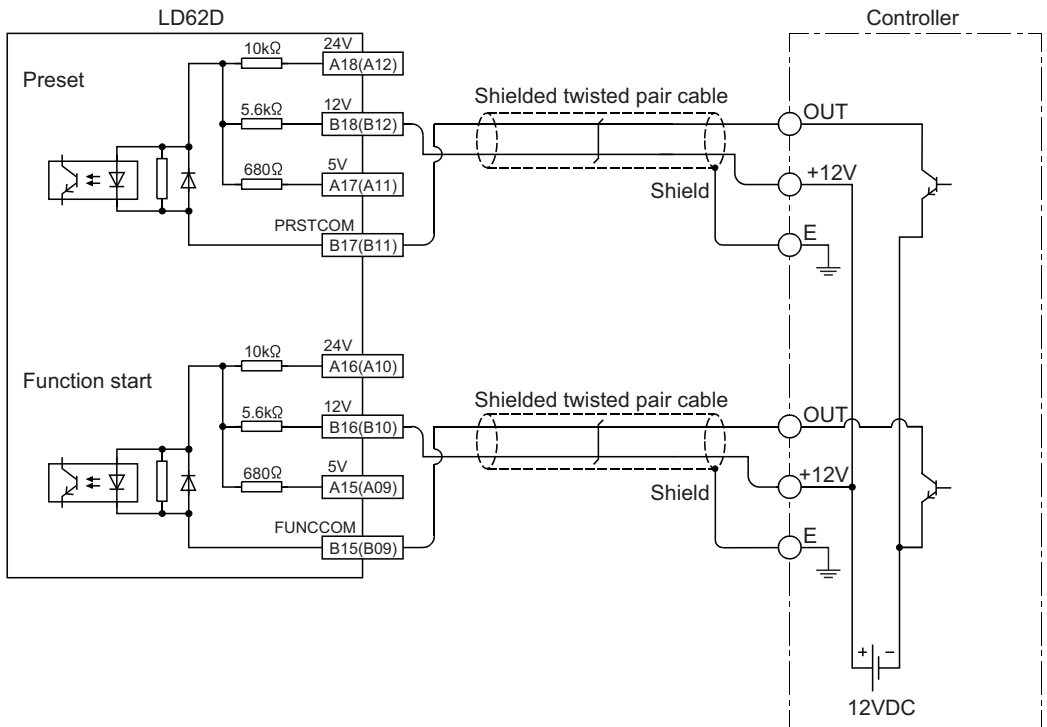 LD62D
Controller
Preset
10kΩ
24V
A18(A12)
5.6kΩ
12V
B18(B12)
680Ω
5V
A17(A11)
PRSTCOM
B17(B11)
Shielded twisted pair cable
Shield
OUT
+12V
E
Function start
10kΩ
24V
A16(A10)
5.6kΩ
12V
B16(B10)
680Ω
5V
A15(A09)
FUNCCOM
B15(B09)
Shielded twisted pair cable
Shield
OUT
+12V
E
+ −
12VDC